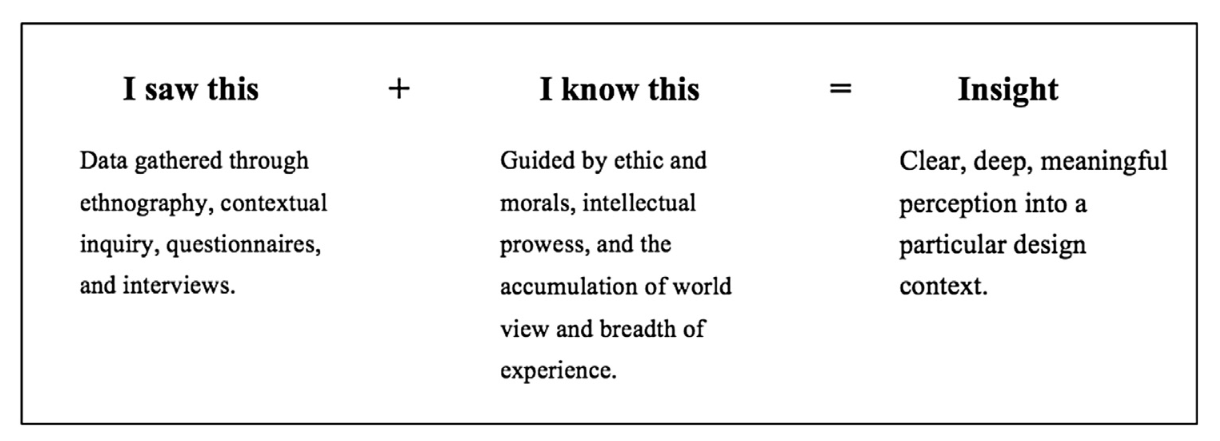 I saw this + I know this = Insight
Data gathered through
ethnography, contextual
inquiry, questionnaires,
and interviews.
Guided by ethic and
morals, intellectual
prowess, and the
accumulation of world
view and breadth of
experience.
Clear, deep, meaningful
perception into a
particular design
context.